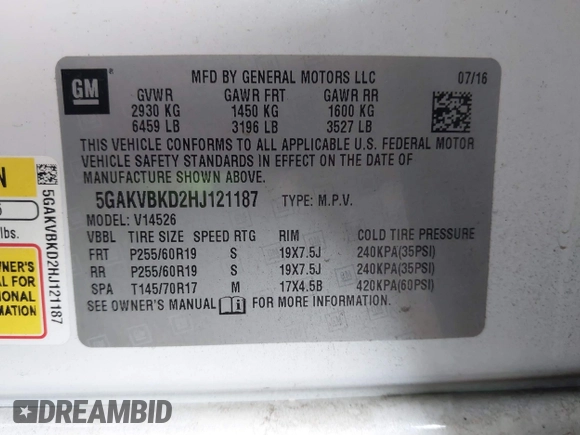 GM
MFD BY GENERAL MOTORS LLC 07/16
GVWR GAWR FRT GAWR RR
2930 KG 1450 KG 1600 KG
6459 LB 3196 LB 3527 LB
THIS VEHICLE CONFORMS TO ALL APPLICABLE U.S. FEDERAL MOTOR
VEHICLE SAFETY STANDARDS IN EFFECT ON THE DATE OF
MANUFACTURE SHOWN ABOVE.
5GAKVBKD2HJ121187 TYPE: M.P.V.
MODEL: V14526
VBBL TIRE SIZE SPEED RTG RIM COLD TIRE PRESSURE
FRT P255/60R19 S 19X7.5J 240KPA(35PSI)
RR P255/60R19 S 19X7.5J 240KPA(35PSI)
SPA T145/70R17 M 17X4.5B 420KPA(60PSI)
SEE OWNER'S MANUAL FOR MORE INFORMATION
N
lbs.
5GAKVBKD2HJ121187
OWNER'S
AL FOR
IONAL
MATION
DREAMBID